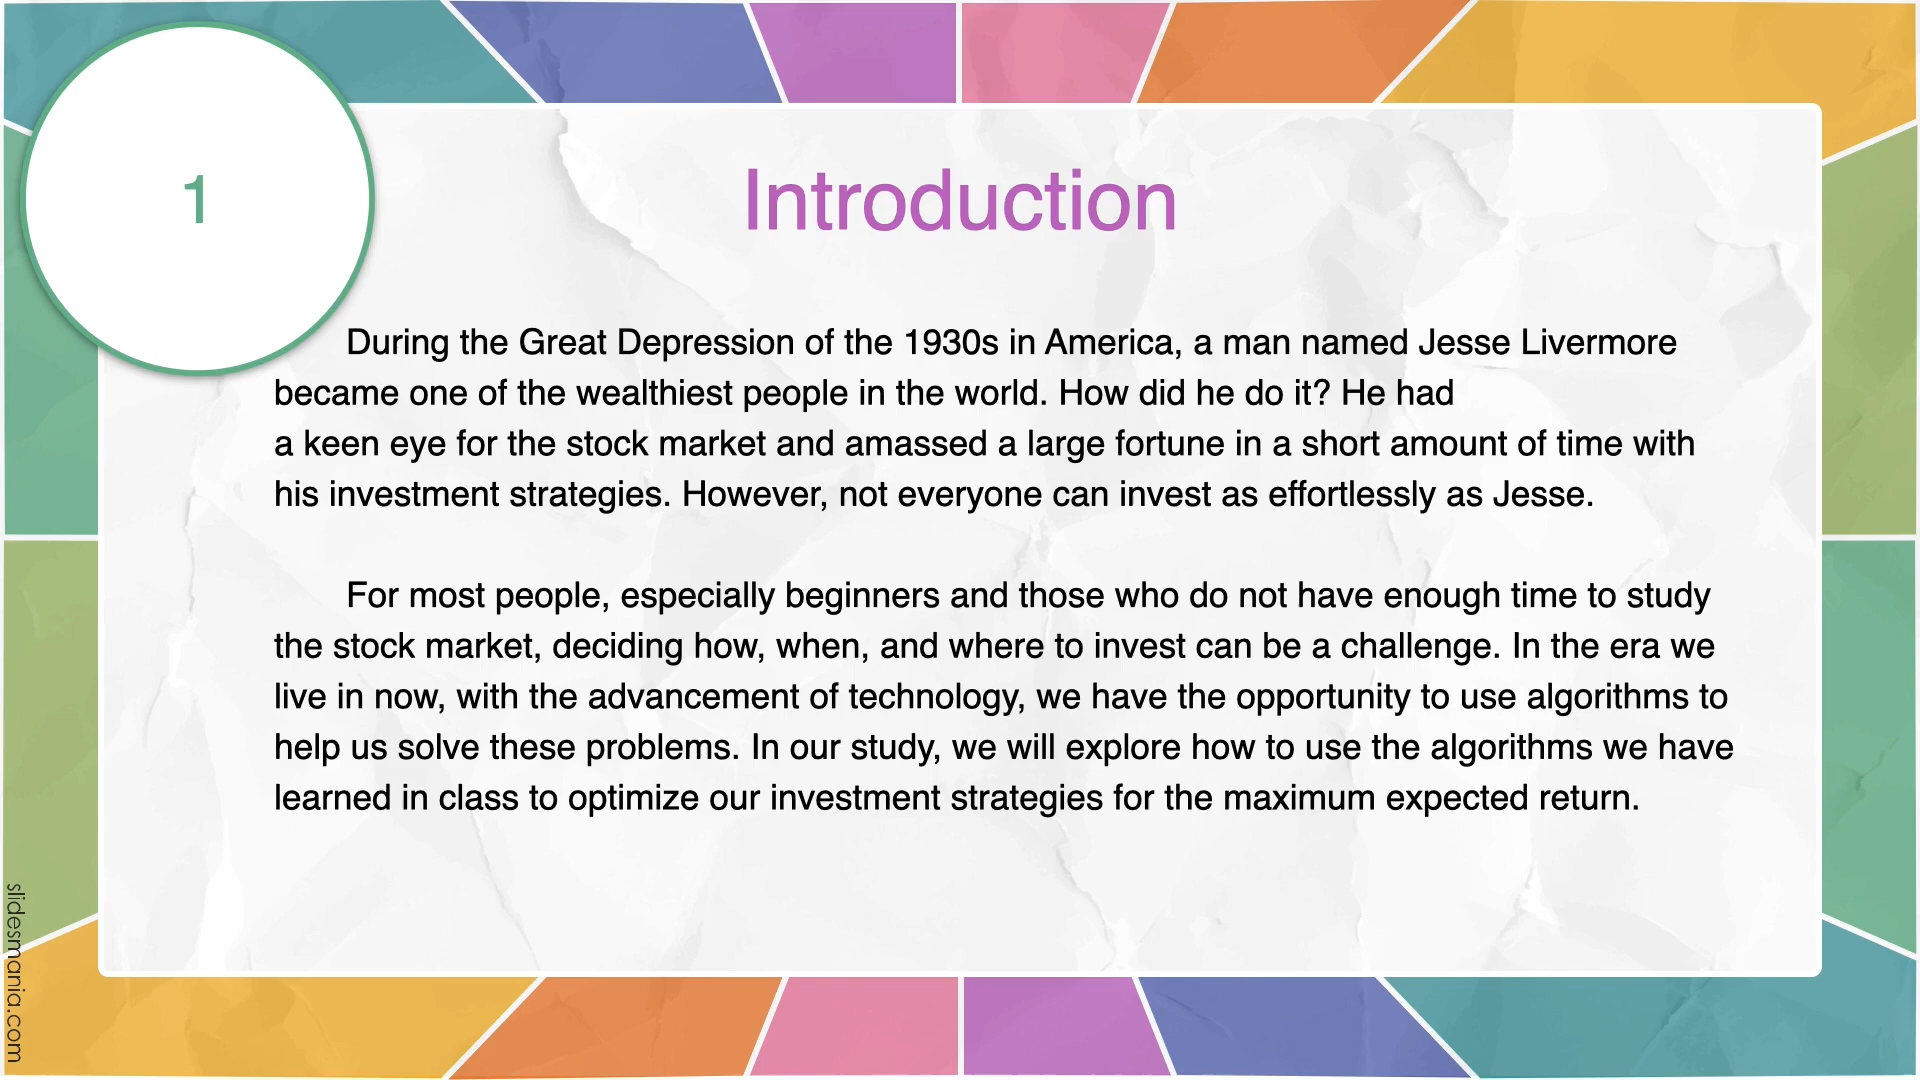 1
Introduction
During the Great Depression of the 1930s in America, a man named Jesse Livermore
became one of the wealthiest people in the world. How did he do it? He had
a keen eye for the stock market and amassed a large fortune in a short amount of time with
his investment strategies. However, not everyone can invest as effortlessly as Jesse.
For most people, especially beginners and those who do not have enough time to study
the stock market, deciding how, when, and where to invest can be a challenge. In the era we
live in now, with the advancement of technology, we have the opportunity to use algorithms to
help us solve these problems. In our study, we will explore how to use the algorithms we have
learned in class to optimize our investment strategies for the maximum expected return.
slidesmania.com